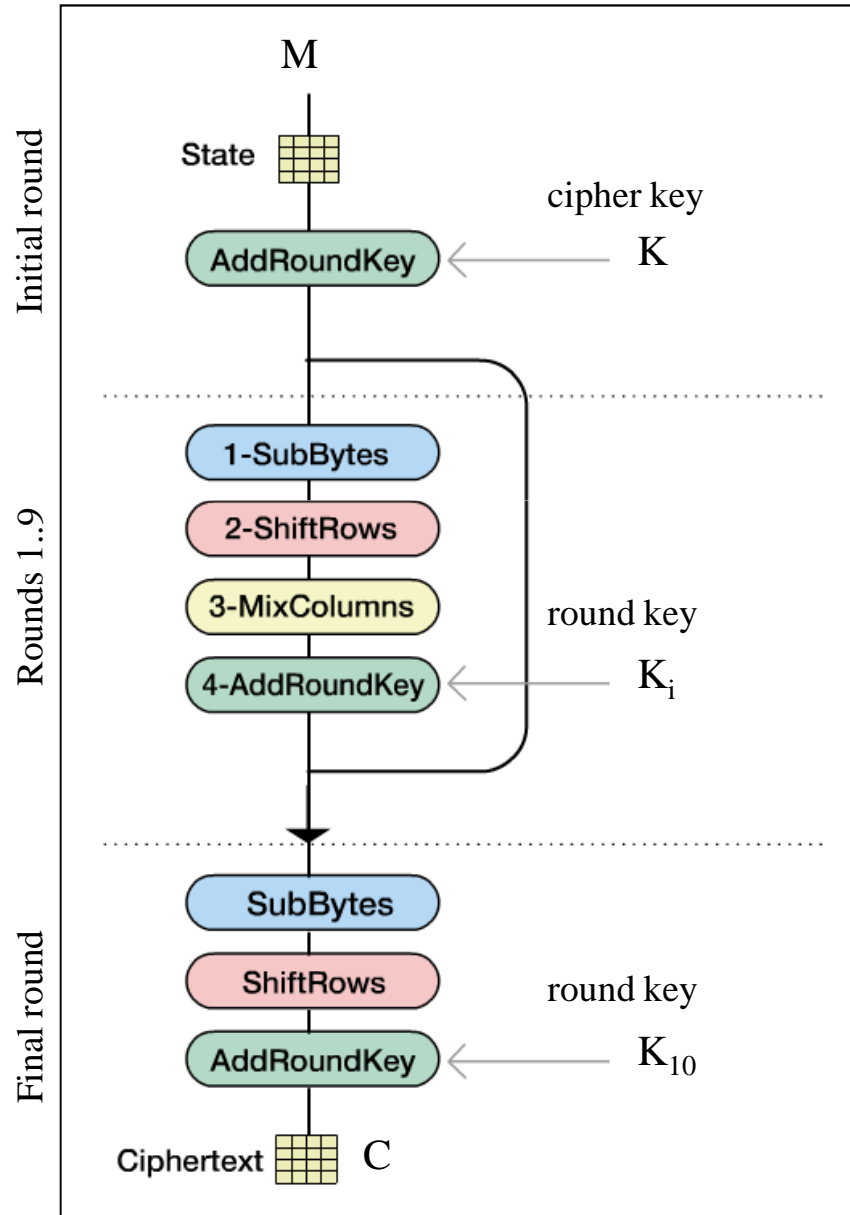 Initial round
M
State
cipher key
AddRoundKey
K
Rounds 1..9
1-SubBytes
2-ShiftRows
3-MixColumns
round key
4-AddRoundKey
Ki
Final round
SubBytes
ShiftRows
round key
AddRoundKey
K10
Ciphertext
C